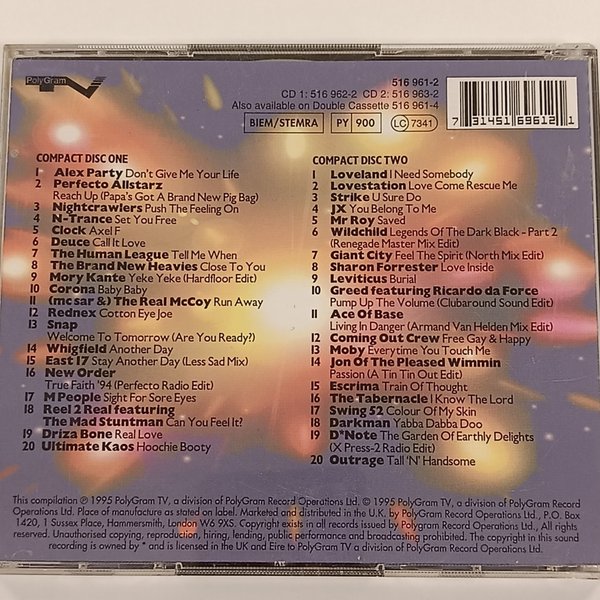 PolyGram
TV
516 961-2
CD 1: 516 962-2 CD 2: 516 963-2
Also available on Double Cassette 516 961-4
BIEM/STEMRA PY 900 LC 7341
7 31451 69612 1
COMPACT DISC ONE
1 Alex Party Don't Give Me Your Life
2 Perfecto Allstarz
Reach Up (Papa's Got A Brand New Pig Bag)
3 Nightcrawlers Push The Feeling On
4 N-Trance Set You Free
5 Clock Axel F
6 Deuce Call It Love
7 The Human League Tell Me When
8 The Brand New Heavies Close To You
9 Mory Kante Yeke Yeke (Hardfloor Edit)
10 Corona Baby Baby
11 (mc sar &) The Real McCoy Run Away
12 Rednex Cotton Eye Joe
13 Snap
Welcome To Tomorrow (Are You Ready?)
14 Whigfield Another Day
15 East 17 Stay Another Day (Less Sad Mix)
16 New Order
True Faith '94 (Perfecto Radio Edit)
17 M People Sight For Sore Eyes
18 Reel 2 Real featuring
The Mad Stuntman Can You Feel It?
19 Driza Bone Real Love
20 Ultimate Kaos Hoochie Booty
COMPACT DISC TWO
1 Loveland I Need Somebody
2 Lovestation Love Come Rescue Me
3 Strike U Sure Do
4 JX You Belong To Me
5 Mr Roy Saved
6 Wildchild Legends Of The Dark Black - Part 2
(Renegade Master Mix Edit)
7 Giant City Feel The Spirit (North Mix Edit)
8 Sharon Forrester Love Inside
9 Leviticus Burial
10 Greed featuring Ricardo da Force
Pump Up The Volume (Clubaround Sound Edit)
11 Ace Of Base
Living In Danger (Armand Van Helden Mix Edit)
12 Coming Out Crew Free Gay & Happy
13 Moby Everytime You Touch Me
14 Jon Of The Pleased Wimmin
Passion (A Tin Tin Out Edit)
15 Escrima Train Of Thought
16 The Tabernacle I Know The Lord
17 Swing 52 Colour Of My Skin
18 Darkman Yabba Dabba Doo
19 D*Note The Garden Of Earthly Delights
(X Press-2 Radio Edit)
20 Outrage Tall 'N' Handsome
This compilation ℗ 1995 PolyGram TV, a division of PolyGram Record Operations Ltd. © 1995 PolyGram TV, a division of PolyGram Record
Operations Ltd. Place of manufacture as stated on label. Marketed and distributed in the U.K. by PolyGram Record Operations Ltd., P.O. Box
1420, 1 Sussex Place, Hammersmith, London W6 9XS. Copyright exists in all records issued by PolyGram Record Operations Ltd., All rights
reserved. Unauthorised copying, reproduction, hiring, lending, public performance and broadcasting prohibited. The copyright in this sound
recording is owned by * and is licensed in the UK and Eire to PolyGram TV a division of PolyGram Record Operations Ltd.